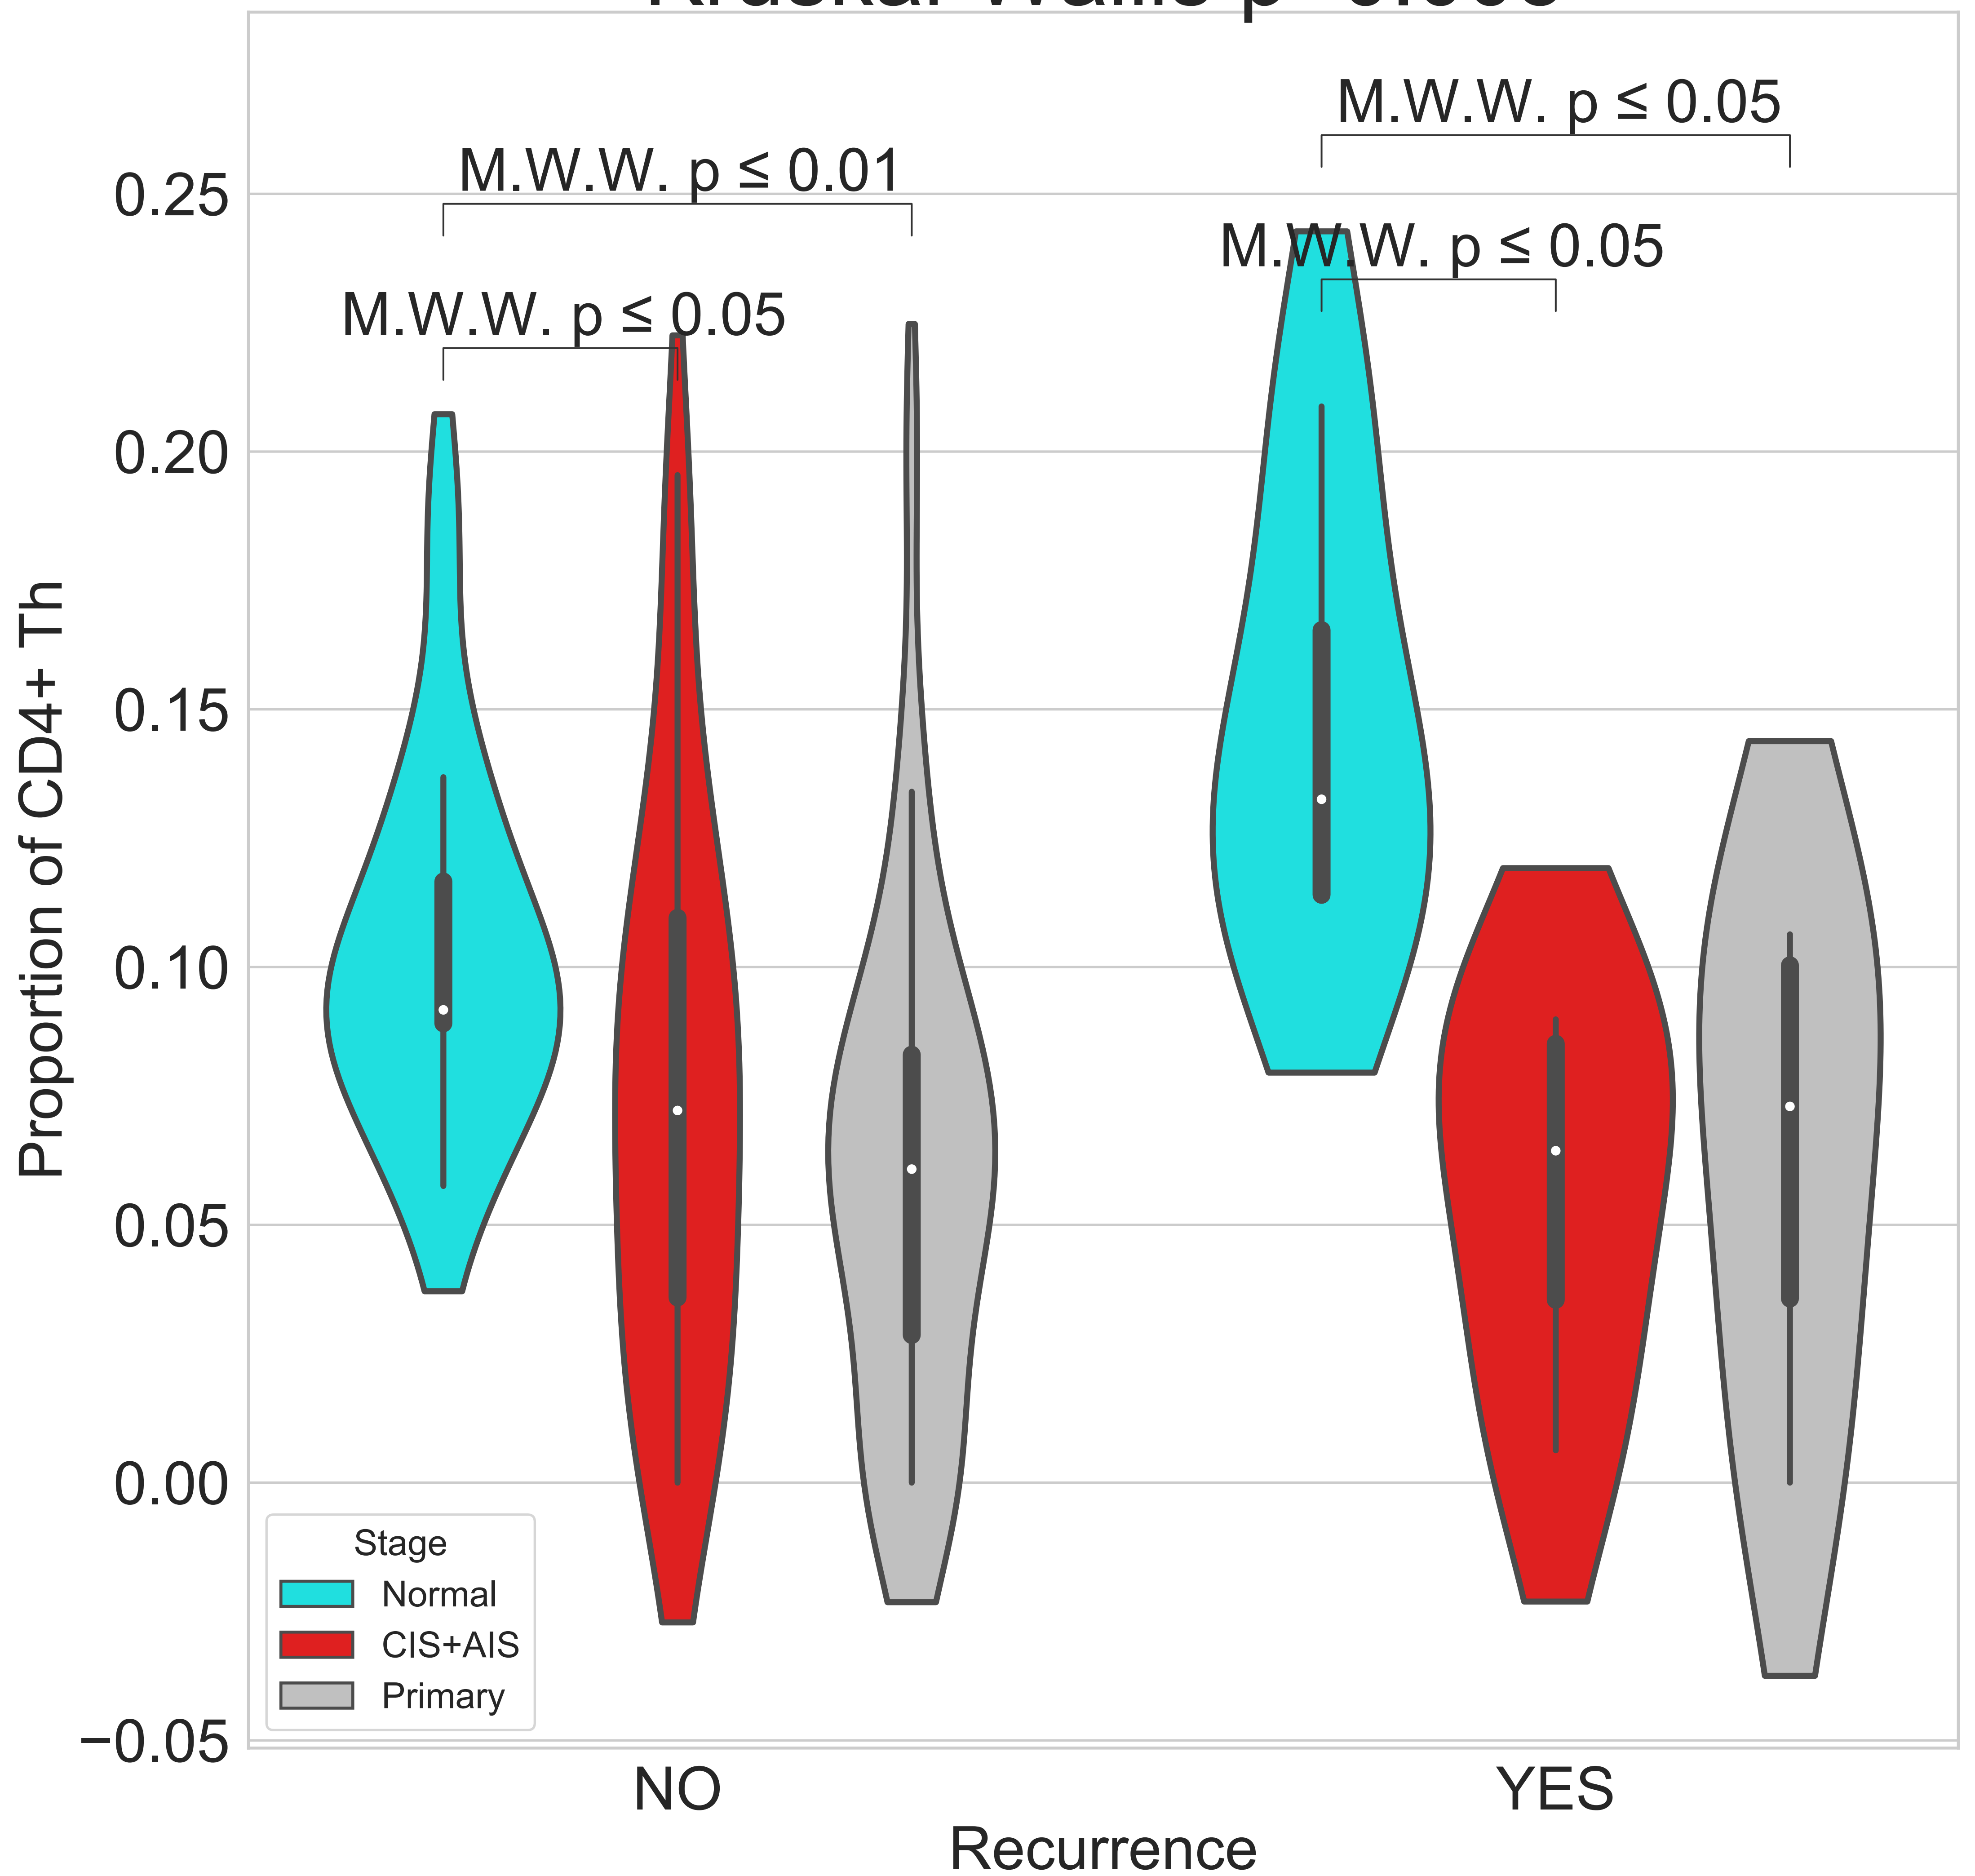 M.W.W. p ≤ 0.05
M.W.W. p ≤ 0.01
M.W.W. p ≤ 0.05
M.W.W. p ≤ 0.05
Proportion of CD4+ Th
0.25
0.20
0.15
0.10
0.05
0.00
−0.05
Stage
Normal
CIS+AIS
Primary
NO
YES
Recurrence